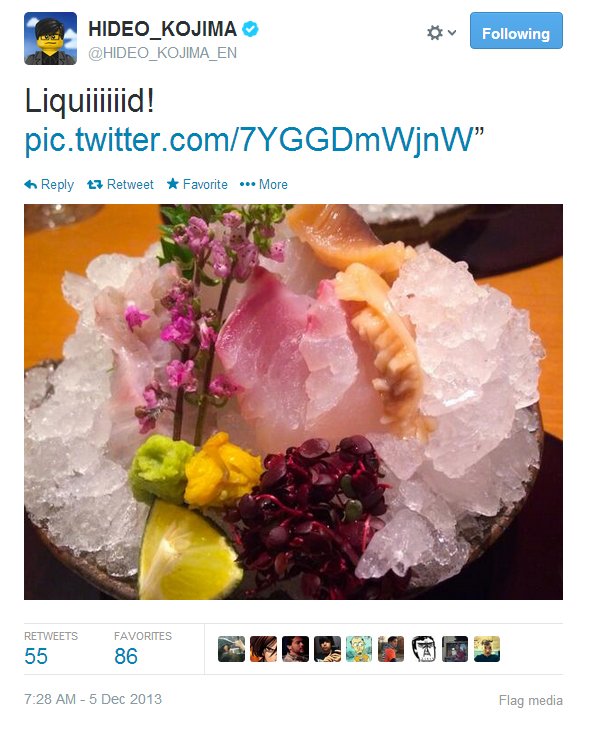 HIDEO_KOJIMA
@HIDEO_KOJIMA_EN
Following
Liquiiiiiid!
pic.twitter.com/7YGGDmWjnW”
Reply Retweet Favorite More
RETWEETS FAVORITES
55 86
7:28 AM - 5 Dec 2013 Flag media